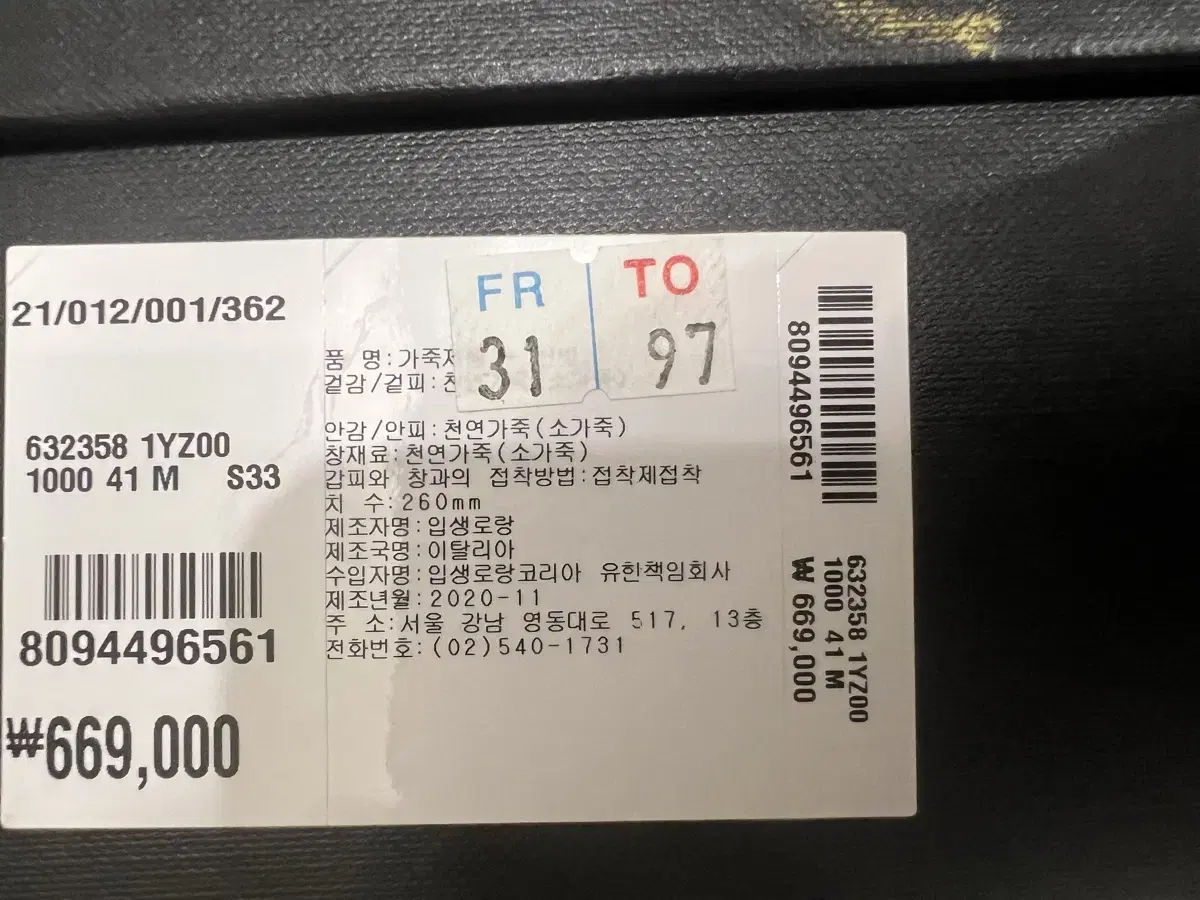 21/012/001/362
632358 1YZ00
1000 41 M S33
8094496561
₩669,000
FR TO
31 97
품 명:가죽제
겉감/겉피:천
안감/안피:천연가죽(소가죽)
창재료:천연가죽(소가죽)
갑피와 창과의 접착방법:접착제접착
치 수:260mm
제조자명:입생로랑
제조국명:이탈리아
수입자명:입생로랑코리아 유한책임회사
제조년월:2020-11
주 소:서울 강남 영동대로 517, 13층
전화번호:(02)540-1731
8094496561
632358 1YZ00
1000 41 M
₩ 669,000